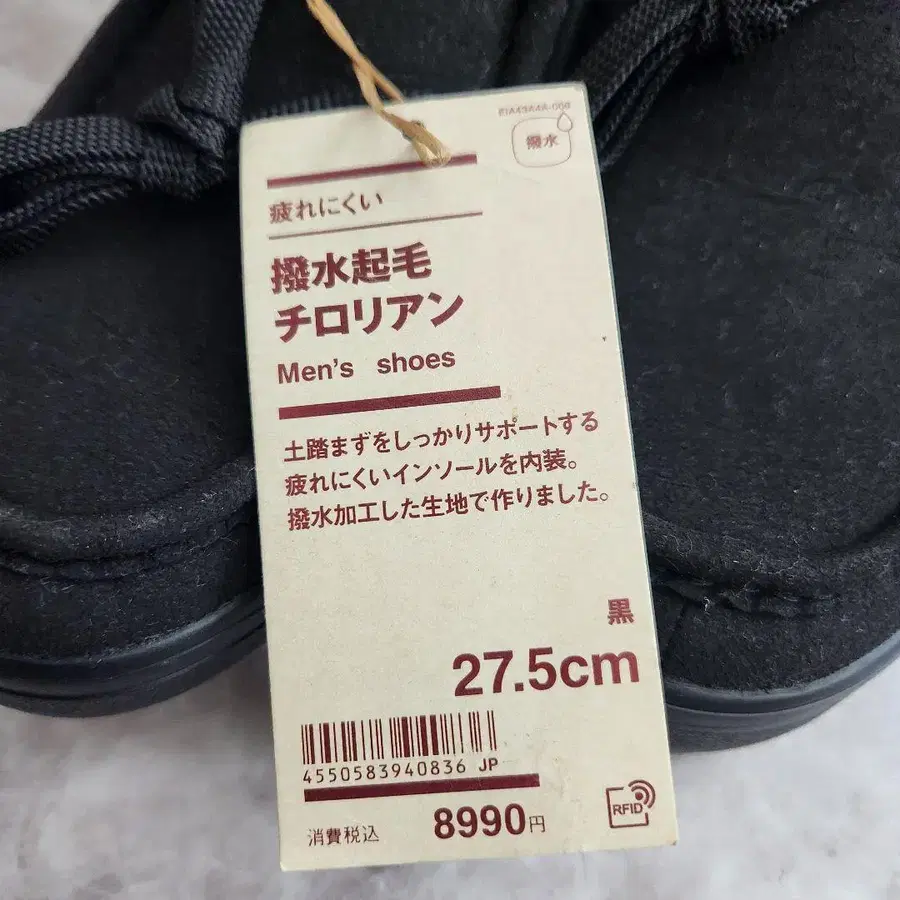 撥水
疲れにくい
撥水起毛
チロリアン
Men's shoes
土踏まずをしっかりサポートする
疲れにくいインソールを内装。
撥水加工した生地で作りました。
黒
27.5cm
4550583940836 JP
消費税込 8990円
RFID